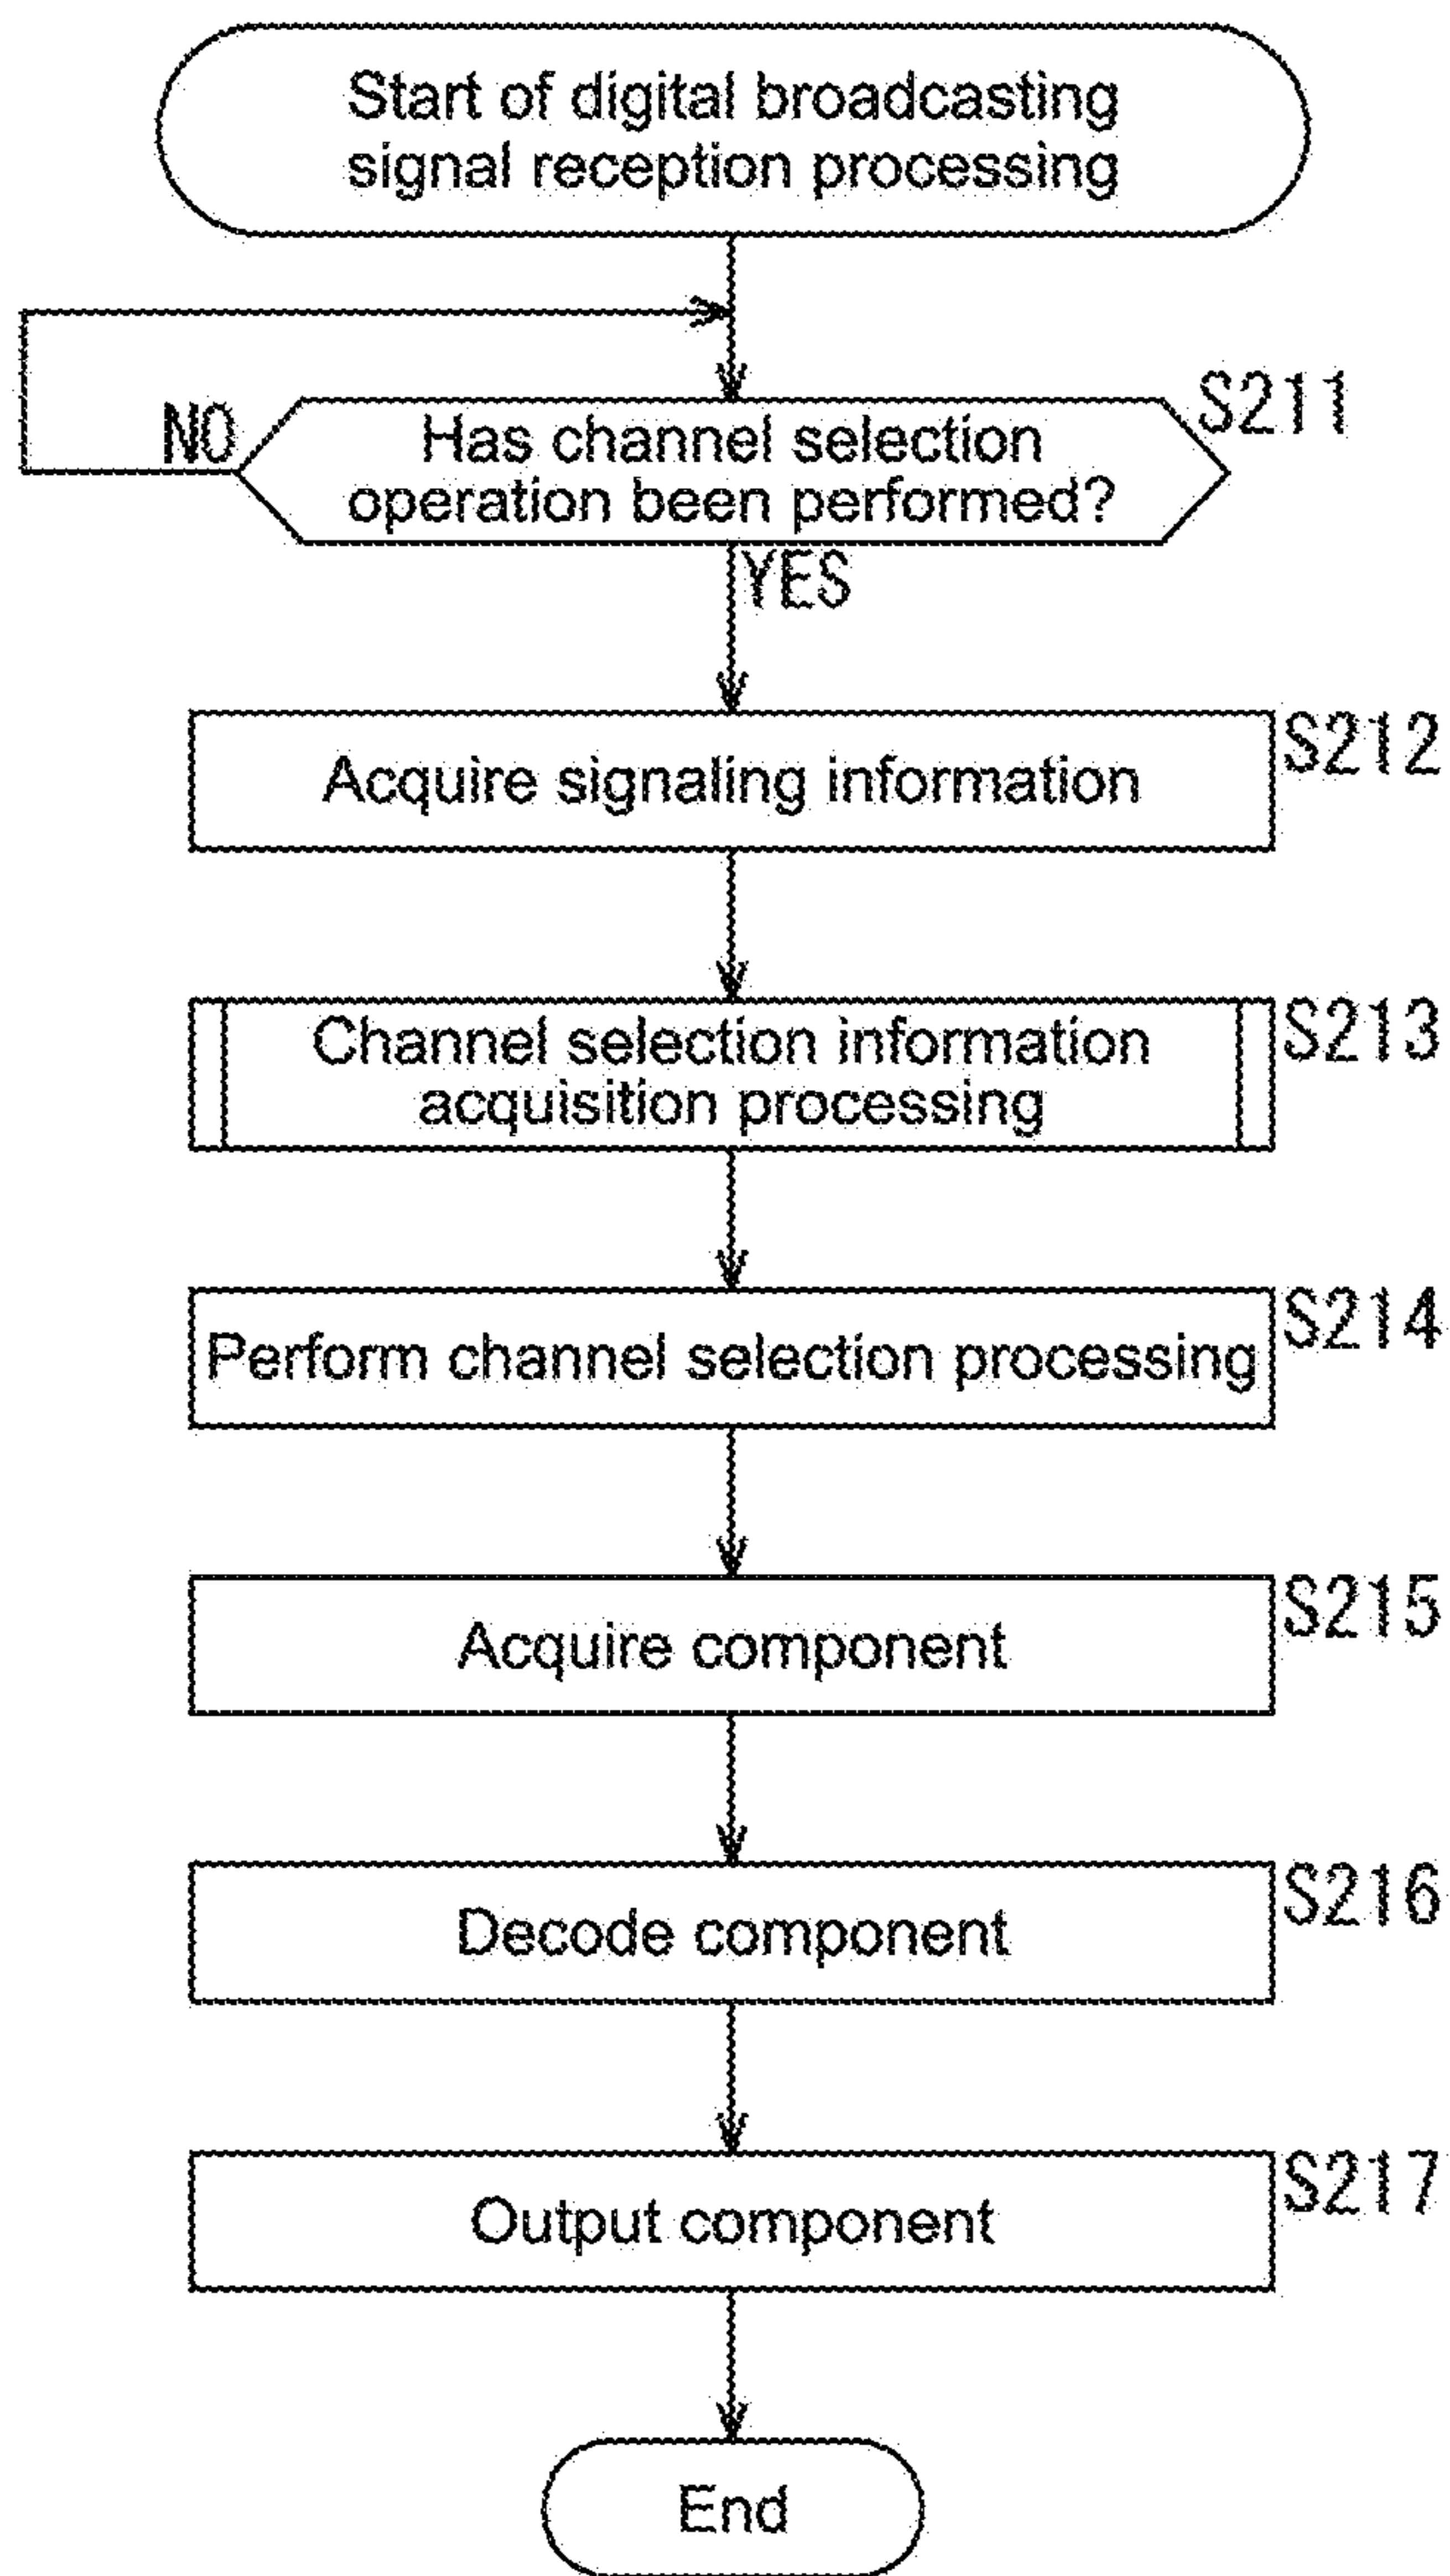 Start of digital broadcasting
signal reception processing
S211
NO
Has channel selection
operation been performed?
YES
S212
Acquire signaling information
S213
Channel selection information
acquisition processing
S214
Perform channel selection processing
S215
Acquire component
S216
Decode component
S217
Output component
End